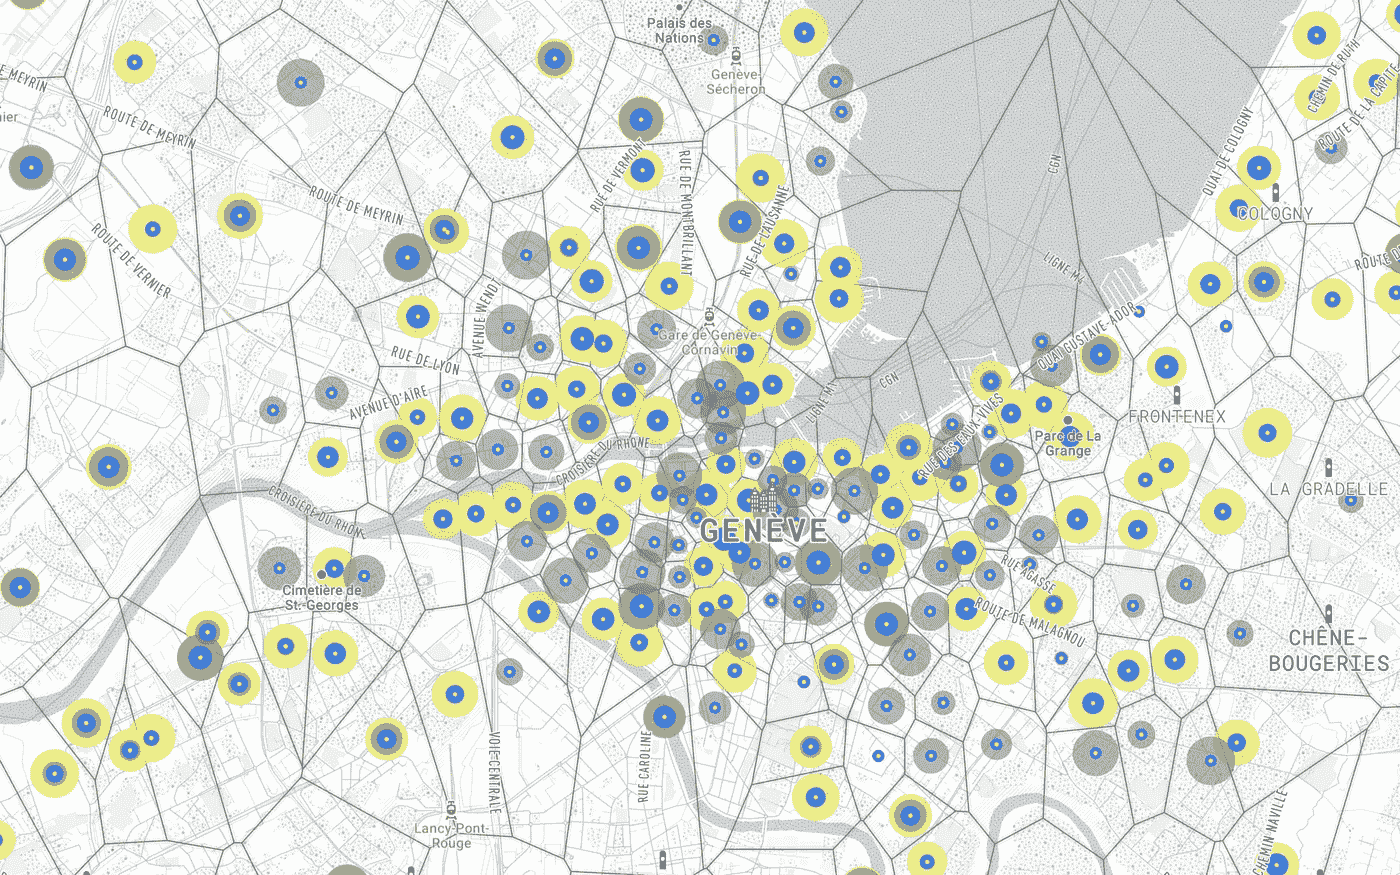 Palais des
Nations
Genève-
Sécheron
E MEYRIN
ROUTE DE MEYRIN
ier
ROUTE DE MEYRIN
ROUTE DE VERNIER
RUE DE VERMONT
RUE DE MONTBRILLANT
RUE DE LAUSANNE
CGN
QUAI DE COLOGNY
CHEMIN DE RUTH
ROUTE DE LA CAPITE
COLOGNY
LIGNE M4
ROUTE D
AVENUE WENDT
Gare de Genève-
Cornavin
QUAI GUSTAVE-ADOR
RUE DE LYON
AVENUE D'AÏRE
LIGNE M1
CGN
RUE DES EAUX-VIVES
FRONTENEX
Parc de La
Grange
CROISIÈRE DU RHÔNE
LA GRADELLE
CROISIÈRE DU RHÔN
GENÈVE
Cimetière de
St.-Georges
RUE AGASSE
ROUTE DE MALAGNOU
CHÊNE-
BOUGERIES
RUE CAROLINE
VOIE-CENTRALE
Lancy-Pont-
Rouge
CHEMIN NAVILLE